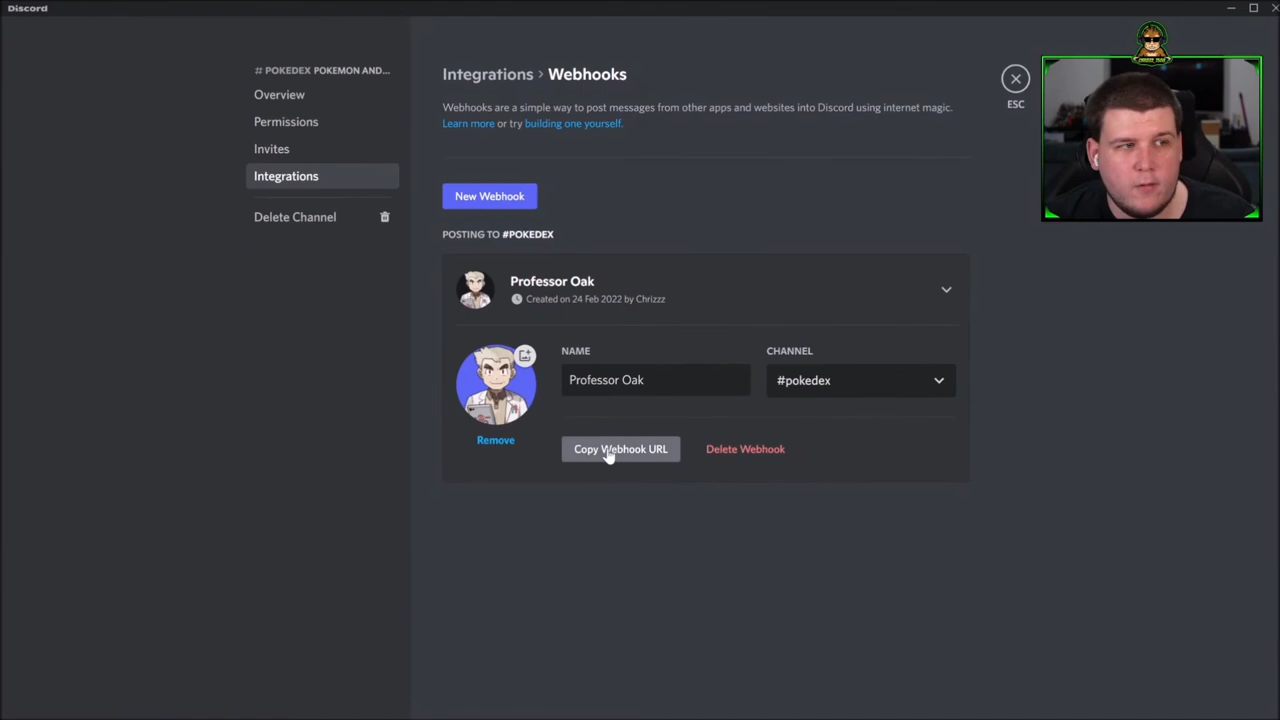 Discord
# POKEDEX POKEMON AND...
Overview
Permissions
Invites
Integrations
Delete Channel
Integrations › Webhooks
ESC
Webhooks are a simple way to post messages from other apps and websites into Discord using internet magic.
Learn more or try building one yourself.
New Webhook
POSTING TO #POKEDEX
Professor Oak
Created on 24 Feb 2022 by Chrizzz
NAME
CHANNEL
Professor Oak
#pokedex
Remove
Copy Webhook URL
Delete Webhook